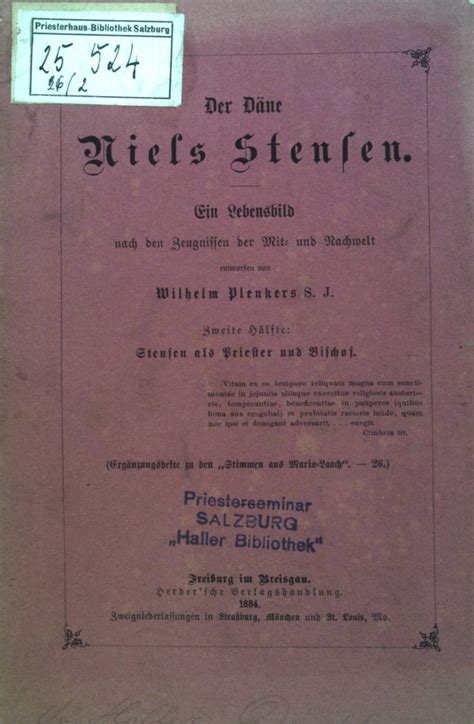 Priesterhaus-Bibliothek Salzburg
25 524
26/2
Der Däne
Niels Stensen.
Ein Lebensbild
nach den Zeugnissen der Mit- und Nachwelt
entworfen von
Wilhelm Plenkers S. J.
Zweite Hälfte:
Stensen als Priester und Bischof.
Vitam ex eo tempore reliquam magna cum sancti-
moniae in jejuniis aliisque exercitiis religiosis austerio-
ris, temperantiae, beneficentiae in pauperes (quibus
bona sua erogabat) et probitatis raeoris laude, quam
noc ipsi ei denegant adversarii, . . . exegit.
Cimbria lit.
(Ergänzungshefte zu den „Stimmen aus Maria-Laach“. — 26.)
Priesterseminar
SALZBURG
„Haller Bibliothek“
Freiburg im Breisgau.
Herder'sche Verlagshandlung.
1884.
Zweigniederlassungen in Straßburg, München und St. Louis, Mo.